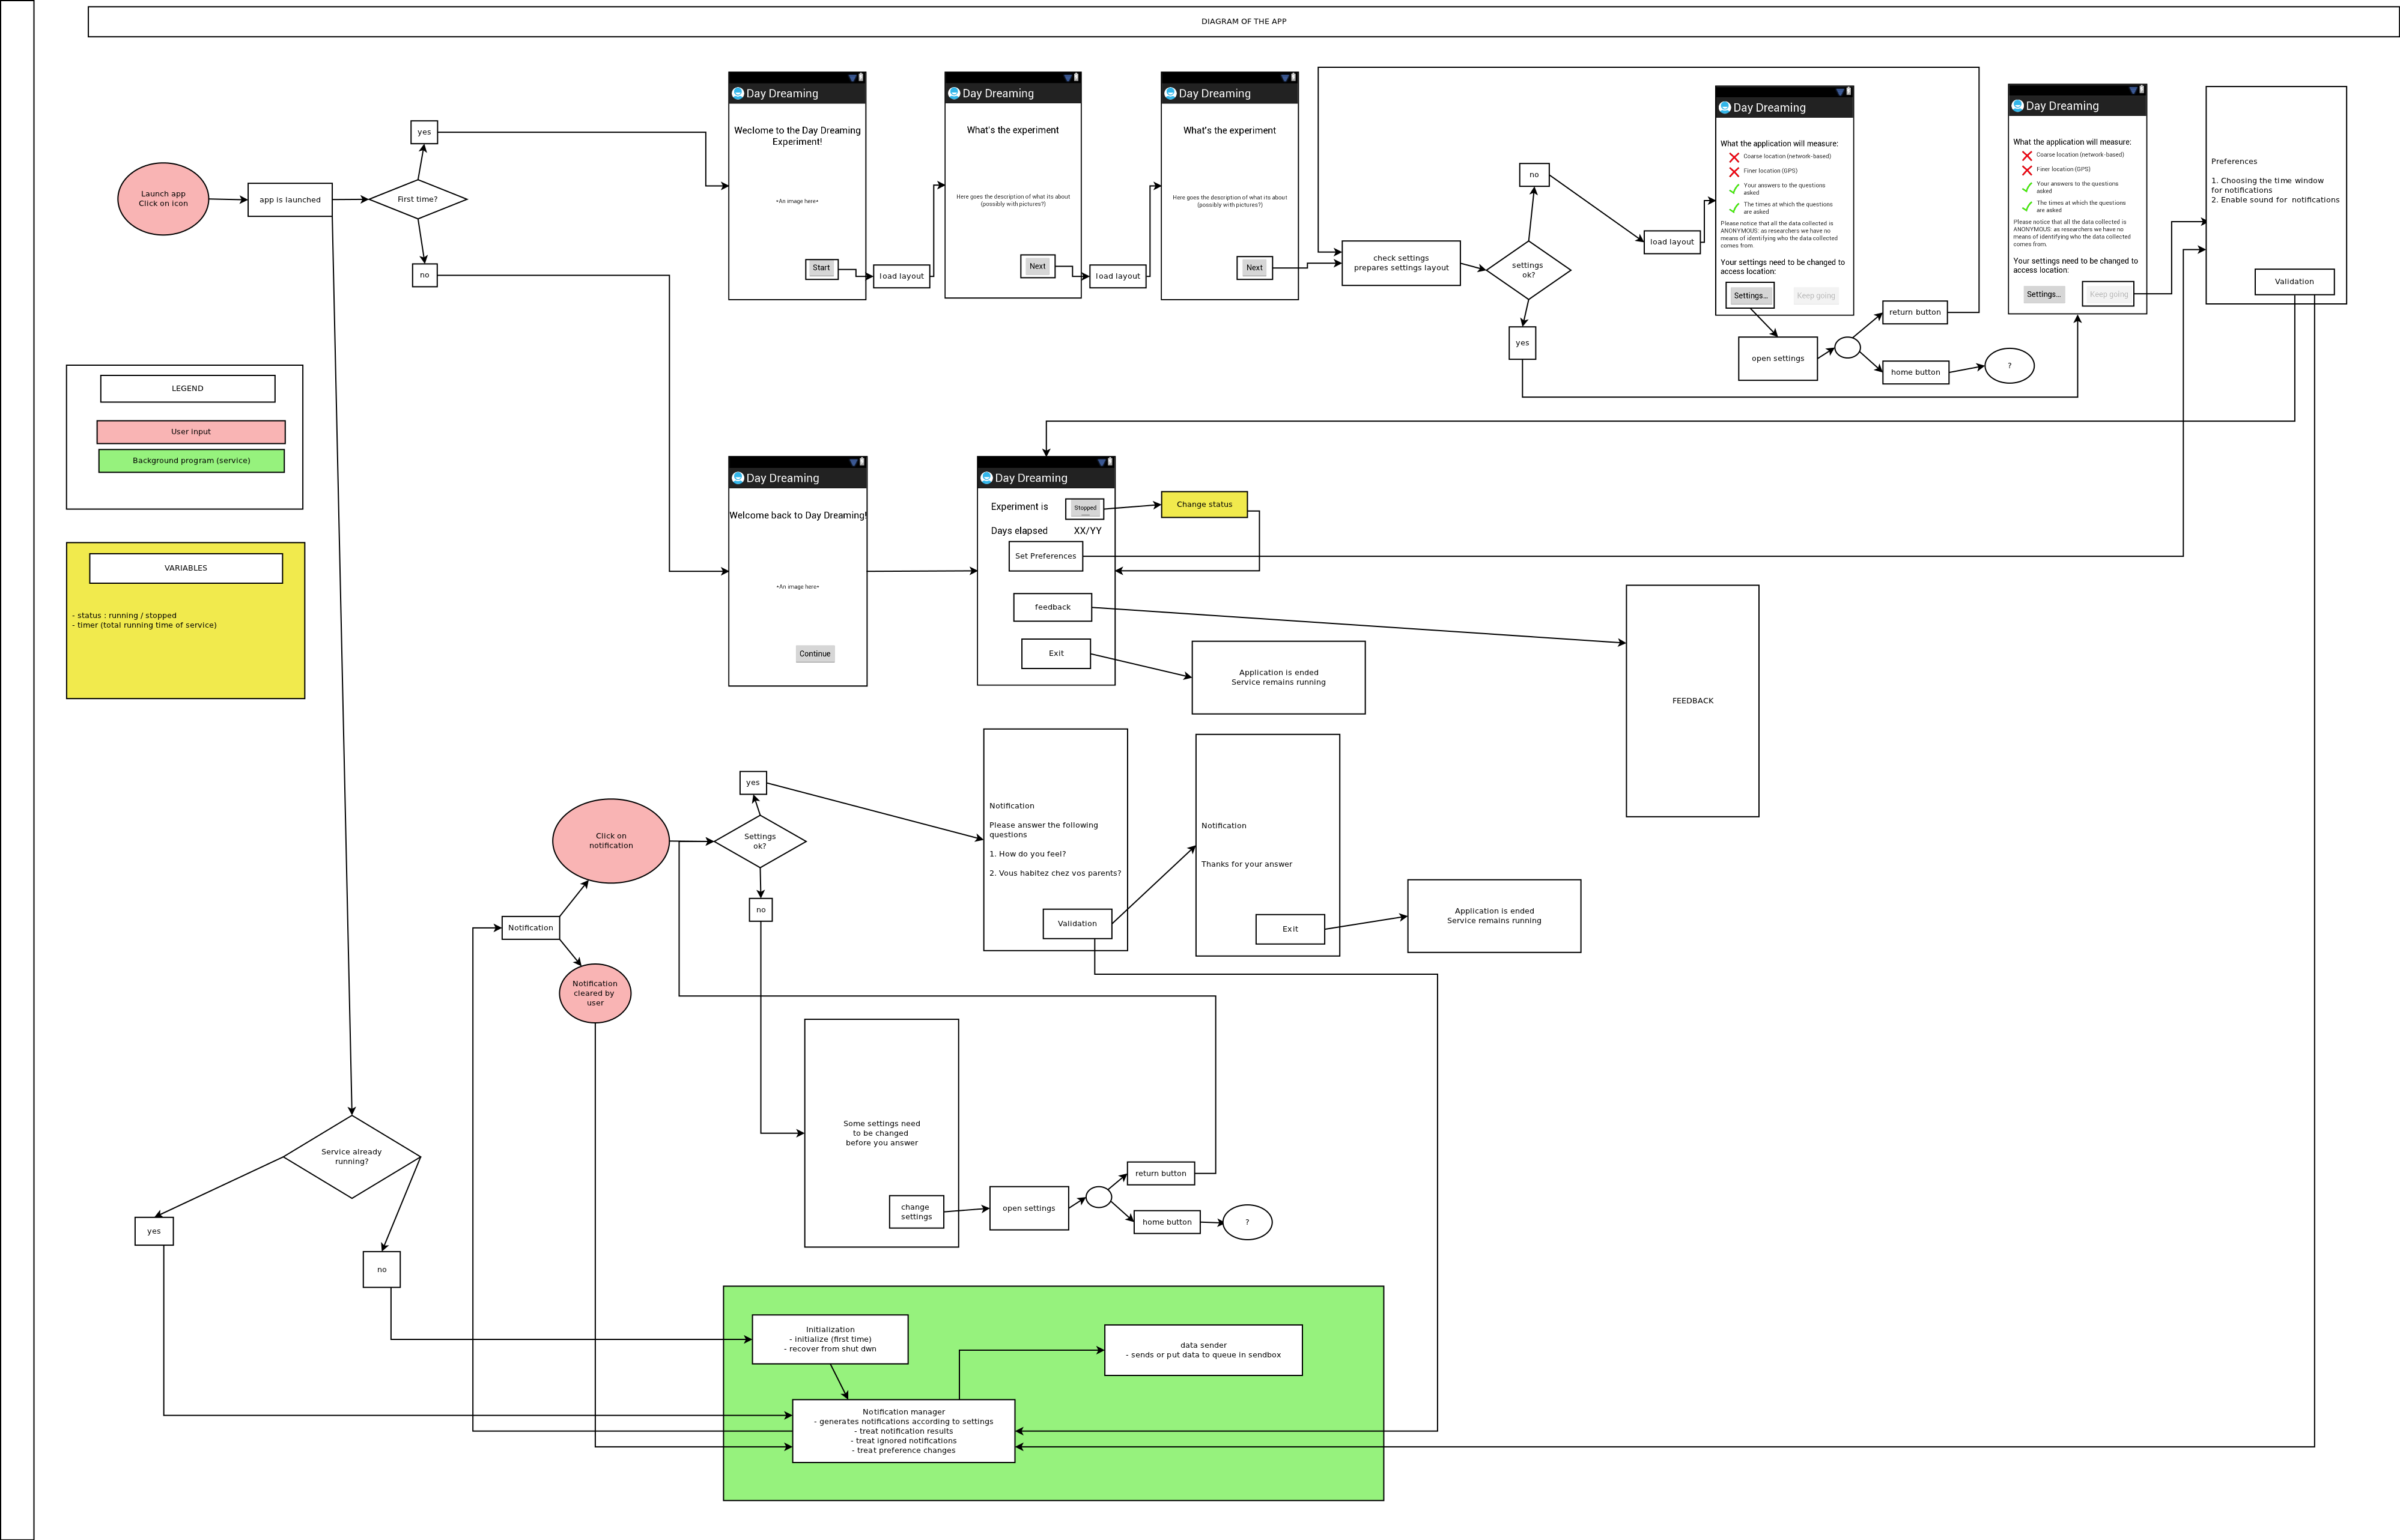 DIAGRAM OF THE APP
Launch app
Click on icon
app is launched
First time?
yes
no
Day Dreaming
Weclome to the Day Dreaming
Experiment!
*An image here*
Start
load layout
Day Dreaming
What's the experiment
Here goes the description of what its about
(possibly with pictures?)
Next
load layout
Day Dreaming
What's the experiment
Here goes the description of what its about
(possibly with pictures?)
Next
check settings
prepares settings layout
settings
ok?
no
yes
load layout
Day Dreaming
What the application will measure:
Coarse location (network-based)
Finer location (GPS)
Your answers to the questions
asked
The times at which the questions
are asked
Please notice that all the data collected is
ANONYMOUS: as researchers we have no
means of identifying who the data collected
comes from.
Your settings need to be changed to
access location:
Settings...
Keep going
open settings
return button
home button
?
Day Dreaming
What the application will measure:
Coarse location (network-based)
Finer location (GPS)
Your answers to the questions
asked
The times at which the questions
are asked
Please notice that all the data collected is
ANONYMOUS: as researchers we have no
means of identifying who the data collected
comes from.
Your settings need to be changed to
access location:
Settings...
Keep going
Preferences
1. Choosing the time window
for notifications
2. Enable sound for notifications
Validation
LEGEND
User input
Background program (service)
VARIABLES
- status : running / stopped
- timer (total running time of service)
Day Dreaming
Welcome back to Day Dreaming!
*An image here*
Continue
Day Dreaming
Experiment is
Stopped
Days elapsed
XX/YY
Set Preferences
feedback
Exit
Change status
Application is ended
Service remains running
FEEDBACK
Click on
notification
Notification
Notification
cleared by
user
Settings
ok?
yes
no
Notification
Please answer the following
questions
1. How do you feel?
2. Vous habitez chez vos parents?
Validation
Notification
Thanks for your answer
Exit
Application is ended
Service remains running
Some settings need
to be changed
before you answer
change
settings
open settings
return button
home button
?
Service already
running?
yes
no
Initialization
- initialize (first time)
- recover from shut dwn
data sender
- sends or put data to queue in sendbox
Notification manager
- generates notifications according to settings
- treat notification results
- treat ignored notifications
- treat preference changes